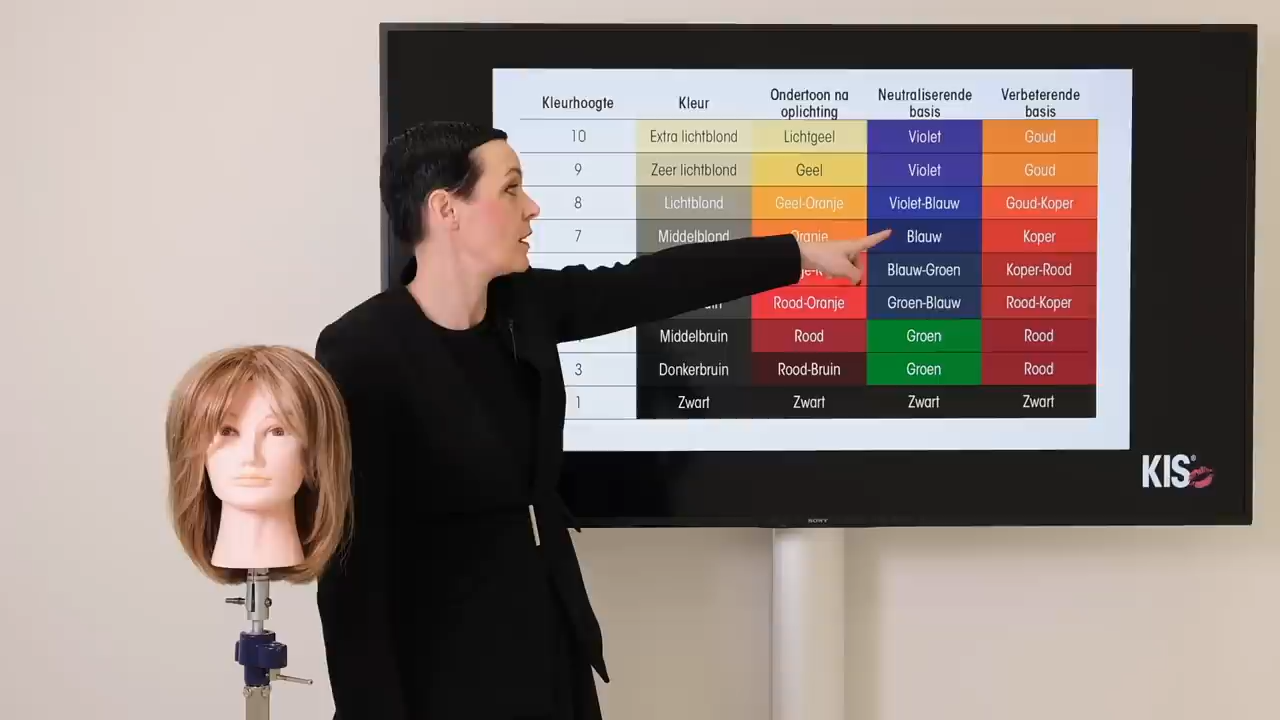 Kleurhoogte Kleur Ondertoon na oplichting Neutraliserende basis Verbeterende basis
10 Extra lichtblond Lichtgeel Violet Goud
9 Zeer lichtblond Geel Violet Goud
8 Lichtblond Geel-Oranje Violet-Blauw Goud-Koper
7 Middelblond Oranje Blauw Koper
Blauw-Groen Koper-Rood
Rood-Oranje Groen-Blauw Rood-Koper
Middelbruin Rood Groen Rood
3 Donkerbruin Rood-Bruin Groen Rood
1 Zwart Zwart Zwart Zwart
KIS
SONY